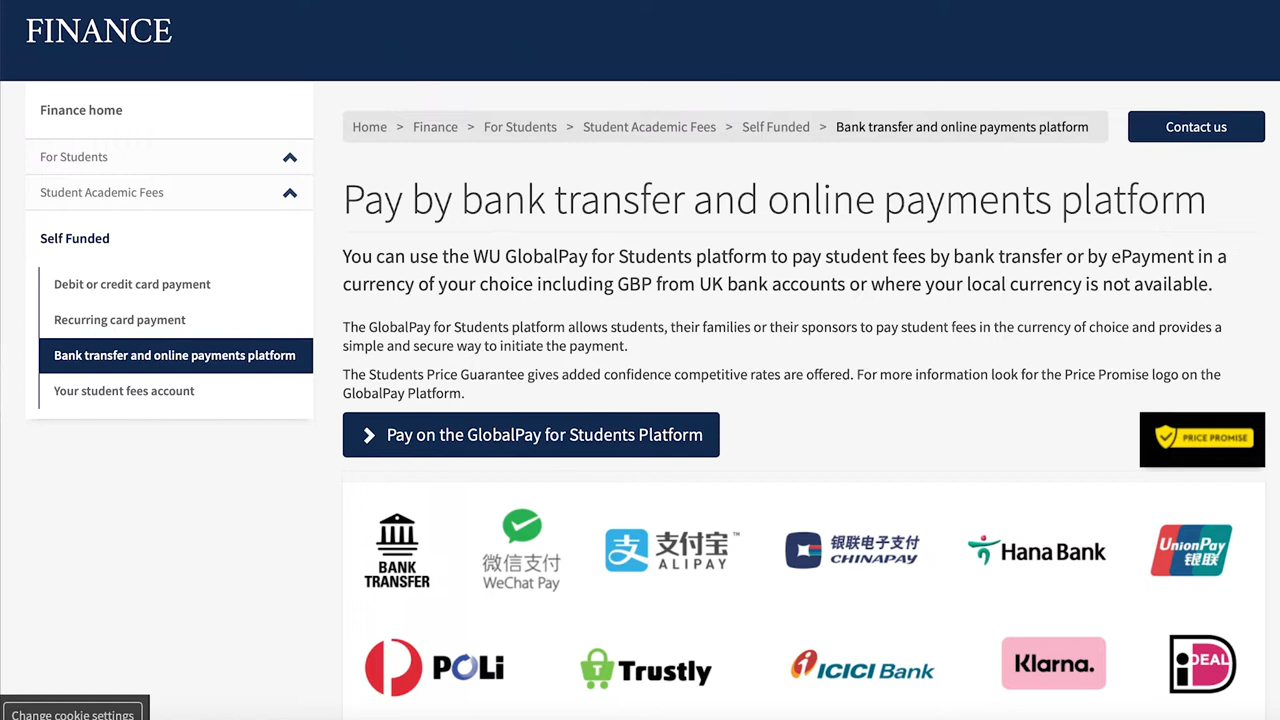 FINANCE
Finance home
For Students
Student Academic Fees
Self Funded
Debit or credit card payment
Recurring card payment
Bank transfer and online payments platform
Your student fees account
Home > Finance > For Students > Student Academic Fees > Self Funded > Bank transfer and online payments platform
Contact us
Pay by bank transfer and online payments platform
You can use the WU GlobalPay for Students platform to pay student fees by bank transfer or by ePayment in a
currency of your choice including GBP from UK bank accounts or where your local currency is not available.
The GlobalPay for Students platform allows students, their families or their sponsors to pay student fees in the currency of choice and provides a
simple and secure way to initiate the payment.
The Students Price Guarantee gives added confidence competitive rates are offered. For more information look for the Price Promise logo on the
GlobalPay Platform.
Pay on the GlobalPay for Students Platform
PRICE PROMISE
BANK
TRANSFER
微信支付
WeChat Pay
支 支付宝™
ALIPAY
银联电子支付
CHINAPAY
Hana Bank
UnionPay
银联
POLi
T Trustly
i ICICI Bank
Klarna.
iDEAL
Change cookie settings